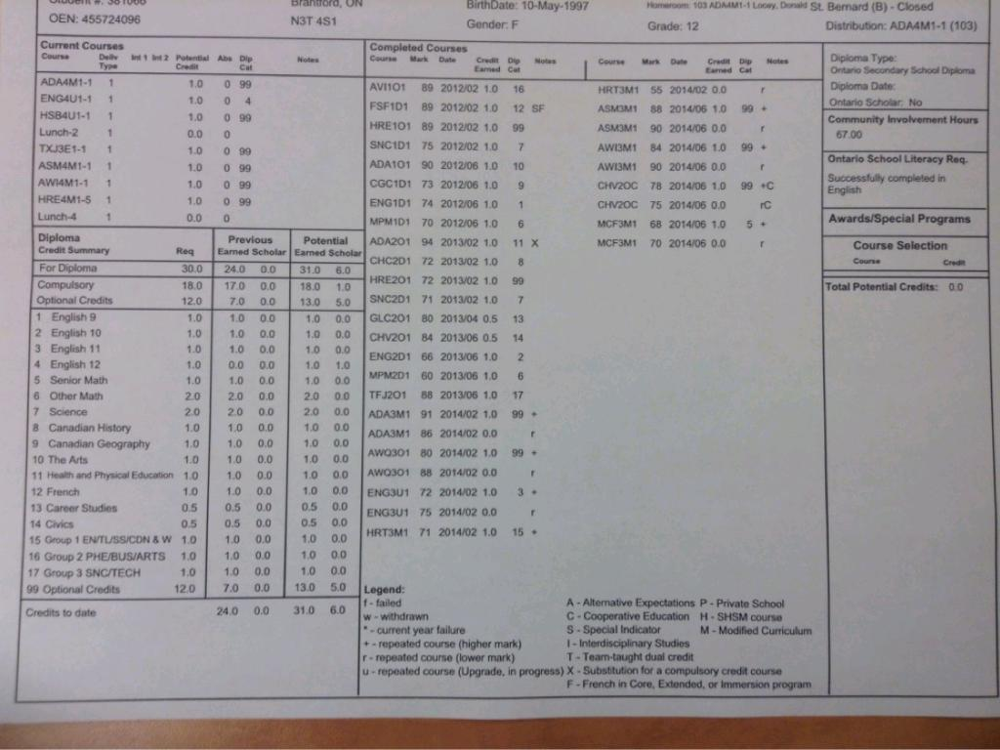 OEN: 455724096
Brantford, ON
N3T 4S1
BirthDate: 10-May-1997
Gender: F
Homeroom: 103 ADA4M1-1 Donald St. Bernard (B) - Closed
Grade: 12
Distribution: ADA4M1-1 (103)
Current Courses
Course Deliv Type Int 1 Int 2 Potential Credit Abs Dip Cat Notes
ADA4M1-1 1 1.0 0 99
ENG4U1-1 1 1.0 0 4
HSB4U1-1 1 1.0 0 99
Lunch-2 1 0.0 0
TXJ3E1-1 1 1.0 0 99
ASM4M1-1 1 1.0 0 99
AWI4M1-1 1 1.0 0 99
HRE4M1-5 1 1.0 0 99
Lunch-4 1 0.0 0
Diploma Credit Summary Req Previous Earned Scholar Potential Earned Scholar
For Diploma 30.0 24.0 0.0 31.0 6.0
Compulsory 18.0 17.0 0.0 18.0 1.0
Optional Credits 12.0 7.0 0.0 13.0 5.0
1 English 9 1.0 1.0 0.0 1.0 0.0
2 English 10 1.0 1.0 0.0 1.0 0.0
3 English 11 1.0 1.0 0.0 1.0 0.0
4 English 12 1.0 0.0 0.0 1.0 1.0
5 Senior Math 1.0 1.0 0.0 1.0 0.0
6 Other Math 2.0 2.0 0.0 2.0 0.0
7 Science 2.0 2.0 0.0 2.0 0.0
8 Canadian History 1.0 1.0 0.0 1.0 0.0
9 Canadian Geography 1.0 1.0 0.0 1.0 0.0
10 The Arts 1.0 1.0 0.0 1.0 0.0
11 Health and Physical Education 1.0 1.0 0.0 1.0 0.0
12 French 1.0 1.0 0.0 1.0 0.0
13 Career Studies 0.5 0.5 0.0 0.5 0.0
14 Civics 0.5 0.5 0.0 0.5 0.0
15 Group 1 EN/TL/SS/CDN & W 1.0 1.0 0.0 1.0 0.0
16 Group 2 PHE/BUS/ARTS 1.0 1.0 0.0 1.0 0.0
17 Group 3 SNC/TECH 1.0 1.0 0.0 1.0 0.0
99 Optional Credits 12.0 7.0 0.0 13.0 5.0
Credits to date 24.0 0.0 31.0 6.0
Completed Courses
Course Mark Date Credit Earned Dip Cat Notes
AVI1O1 89 2012/02 1.0 16
FSF1D1 89 2012/02 1.0 12 SF
HRE1O1 89 2012/02 1.0 99
SNC1D1 75 2012/02 1.0 7
ADA1O1 90 2012/06 1.0 10
CGC1D1 73 2012/06 1.0 9
ENG1D1 74 2012/06 1.0 1
MPM1D1 70 2012/06 1.0 6
ADA2O1 94 2013/02 1.0 11 X
CHC2D1 72 2013/02 1.0 8
HRE2O1 72 2013/02 1.0 99
SNC2D1 71 2013/02 1.0 7
GLC2O1 80 2013/04 0.5 13
CHV2O1 84 2013/06 0.5 14
ENG2D1 66 2013/06 1.0 2
MPM2D1 60 2013/06 1.0 6
TFJ2O1 88 2013/06 1.0 17
ADA3M1 91 2014/02 1.0 99 +
ADA3M1 86 2014/02 0.0 r
AWQ3O1 80 2014/02 1.0 99 +
AWQ3O1 88 2014/02 0.0 r
ENG3U1 72 2014/02 1.0 3 +
ENG3U1 75 2014/02 0.0 r
HRT3M1 71 2014/02 1.0 15 +
Course Mark Date Credit Earned Dip Cat Notes
HRT3M1 55 2014/02 0.0 r
ASM3M1 88 2014/06 1.0 99 +
ASM3M1 90 2014/06 0.0 r
AWI3M1 84 2014/06 1.0 99 +
AWI3M1 90 2014/06 0.0 r
CHV2OC 78 2014/06 1.0 99 +C
CHV2OC 75 2014/06 0.0 rC
MCF3M1 68 2014/06 1.0 5 +
MCF3M1 70 2014/06 0.0 r
Legend:
f - failed
w - withdrawn
* - current year failure
+ - repeated course (higher mark)
r - repeated course (lower mark)
u - repeated course (Upgrade, in progress)
A - Alternative Expectations P - Private School
C - Cooperative Education H - SHSM course
S - Special Indicator M - Modified Curriculum
I - Interdisciplinary Studies
T - Team-taught dual credit
X - Substitution for a compulsory credit course
F - French in Core, Extended, or Immersion program
Diploma Type:
Ontario Secondary School Diploma
Diploma Date:
Ontario Scholar: No
Community Involvement Hours
67.00
Ontario School Literacy Req.
Successfully completed in
English
Awards/Special Programs
Course Selection
Course Credit
Total Potential Credits: 0.0